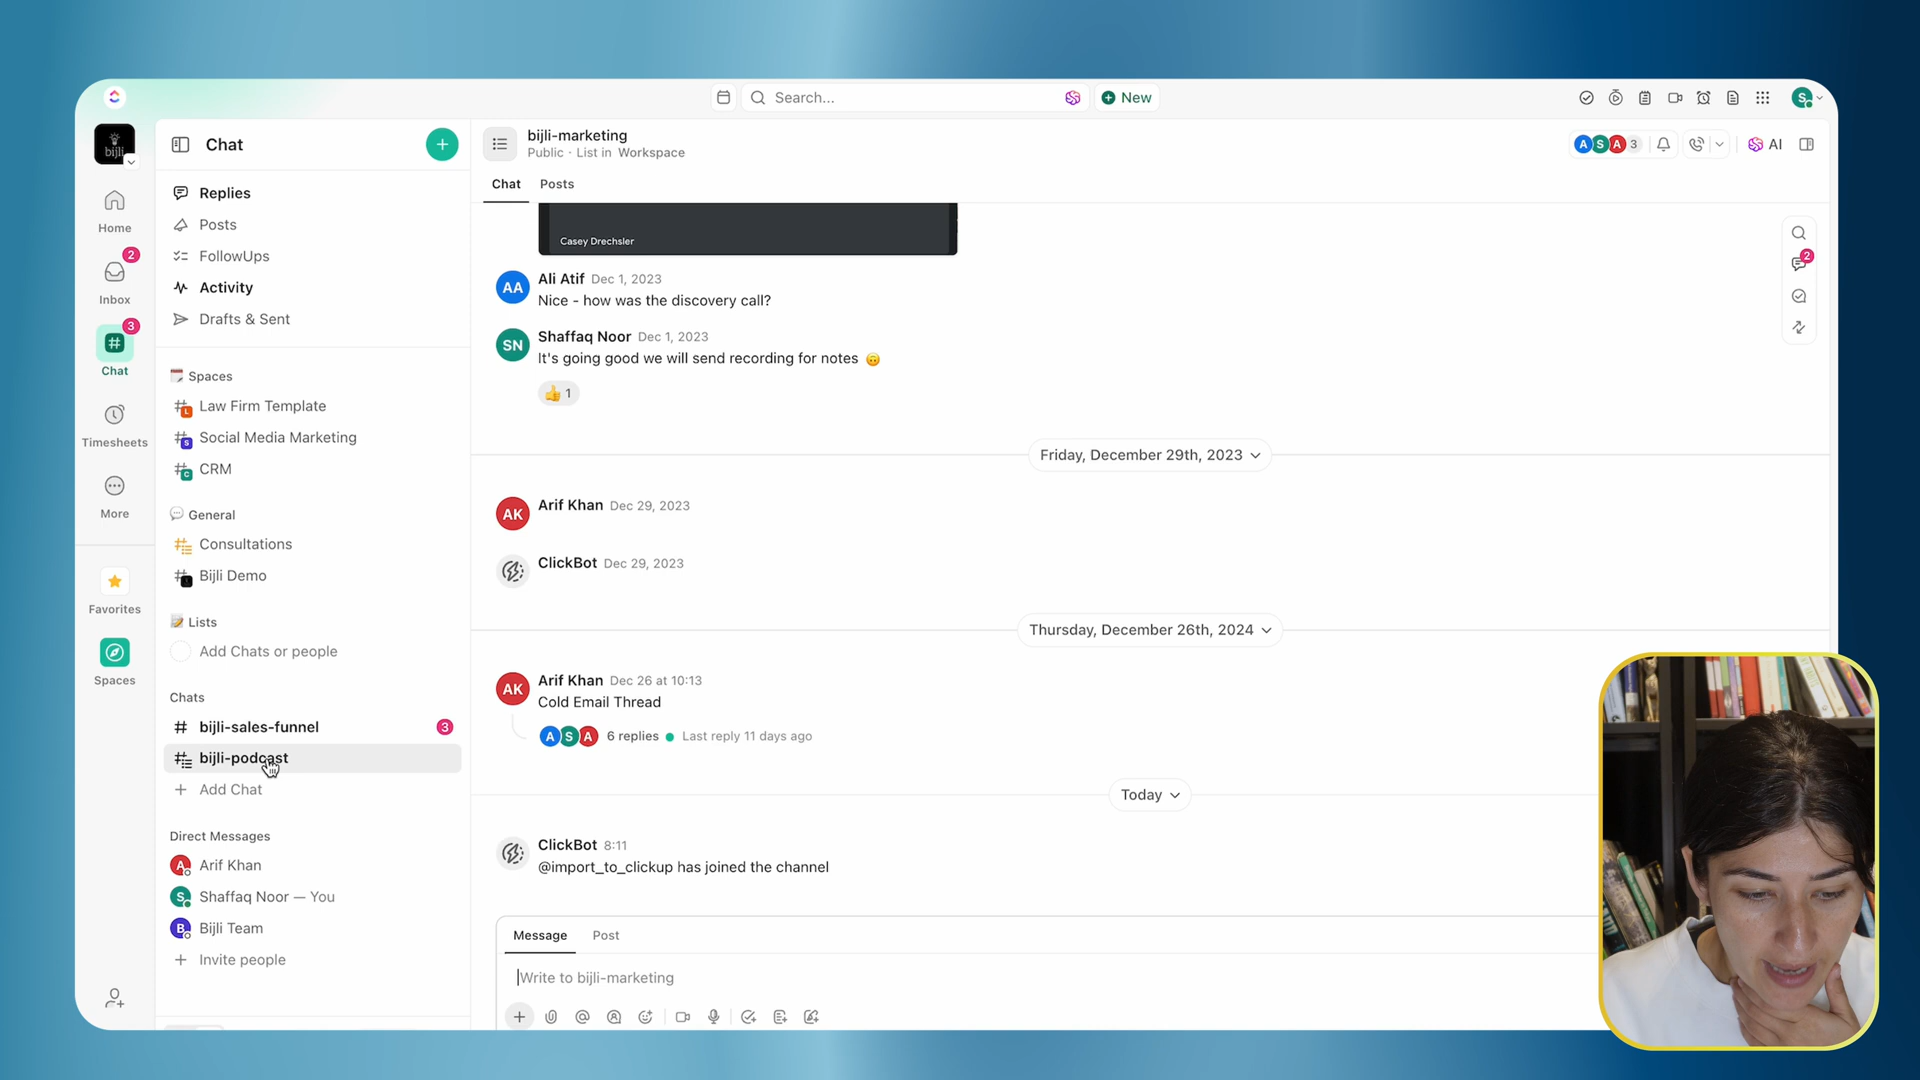 Search...
New
S
bijli
Home
2
Inbox
3
Chat
Timesheets
More
Favorites
Spaces
Chat
Replies
Posts
FollowUps
Activity
Drafts & Sent
Spaces
L
Law Firm Template
S
Social Media Marketing
C
CRM
General
Consultations
Bijli Demo
Lists
Add Chats or people
Chats
bijli-sales-funnel
3
bijli-podcast
Add Chat
Direct Messages
A
Arif Khan
S
Shaffaq Noor — You
B
Bijli Team
Invite people
bijli-marketing
Public · List in Workspace
A S A 3
AI
Chat
Posts
Casey Drechsler
AA
Ali Atif Dec 1, 2023
Nice - how was the discovery call?
SN
Shaffaq Noor Dec 1, 2023
It's going good we will send recording for notes
1
2
Friday, December 29th, 2023
AK
Arif Khan Dec 29, 2023
ClickBot Dec 29, 2023
Thursday, December 26th, 2024
AK
Arif Khan Dec 26 at 10:13
Cold Email Thread
A S A 6 replies Last reply 11 days ago
Today
ClickBot 8:11
@import_to_clickup has joined the channel
Message
Post
Write to bijli-marketing